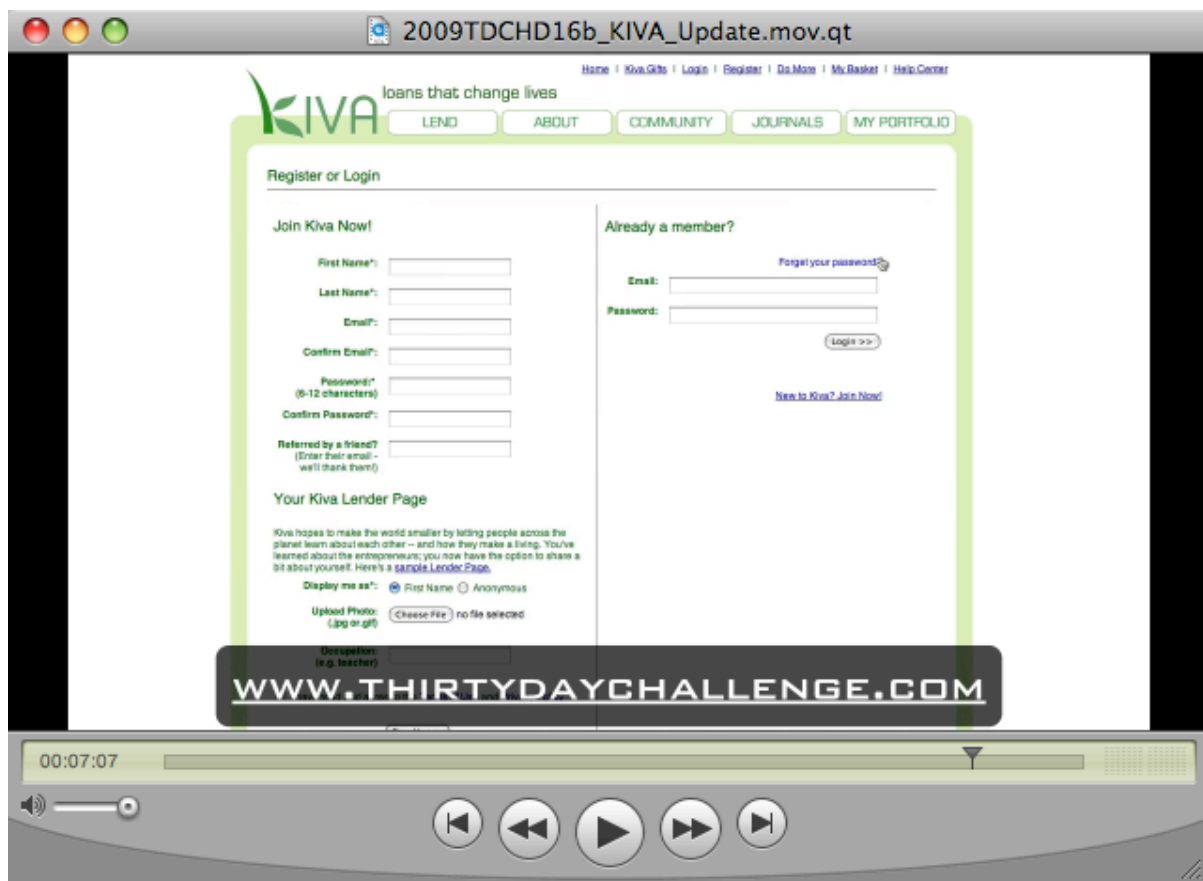 2009TDCHD16b_KIVA_Update.mov.qt
Home | Kiva Gifts | Login | Register | Do More | My Basket | Help Center
KIVA
loans that change lives
LEND ABOUT COMMUNITY JOURNALS MY PORTFOLIO
Register or Login
Join Kiva Now!
First Name*:
Last Name*:
Email*:
Confirm Email*:
Password:*
(6-12 characters)
Confirm Password*:
Referred by a friend?
(Enter their email -
we'll thank them!)
Your Kiva Lender Page
Kiva hopes to make the world smaller by letting people across the
planet learn about each other -- and how they make a living. You've
learned about the entrepreneurs; you now have the option to share a
bit about yourself. Here's a sample Lender Page.
Display me as*: First Name Anonymous
Upload Photo: Choose File no file selected
(.jpg or .gif)
Occupation:
(e.g. teacher)
Already a member?
Forget your password
Email:
Password:
Login >>
New to Kiva? Join Now!
WWW.THIRTYDAYCHALLENGE.COM
00:07:07